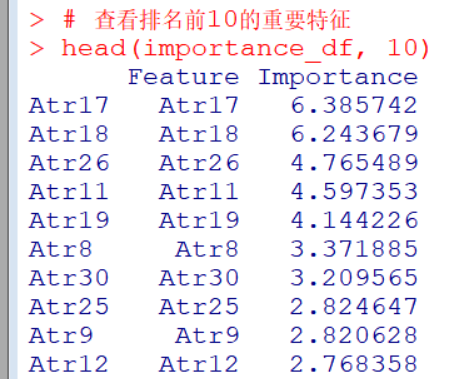 > # 查看排名前10的重要特征
> head(importance_df, 10)
Feature Importance
Atr17 Atr17 6.385742
Atr18 Atr18 6.243679
Atr26 Atr26 4.765489
Atr11 Atr11 4.597353
Atr19 Atr19 4.144226
Atr8 Atr8 3.371885
Atr30 Atr30 3.209565
Atr25 Atr25 2.824647
Atr9 Atr9 2.820628
Atr12 Atr12 2.768358